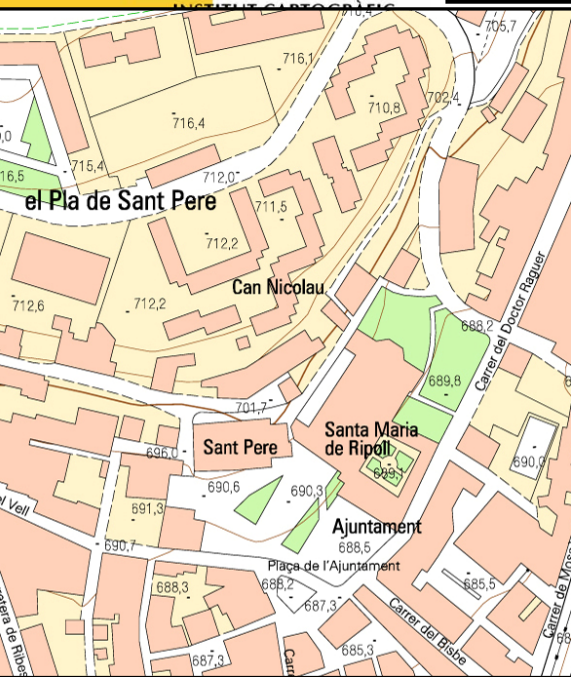 INSTITUT CARTOGRÀFIC
705,7
716,1
702,4
710,8
716,4
715,4
16,5
712,0
el Pla de Sant Pere
711,5
712,2
Can Nicolau
712,6
712,2
688,2
Carrer del Doctor Raguer
689,8
701,7
Santa Maria
de Ripoll
Sant Pere
696,0
689,1
690,6
690,3
691,3
el Vell
Ajuntament
690,7
688,5
Plaça de l'Ajuntament
688,3
688,2
685,5
687,3
Carrer del Bisbe
685,3
687,3